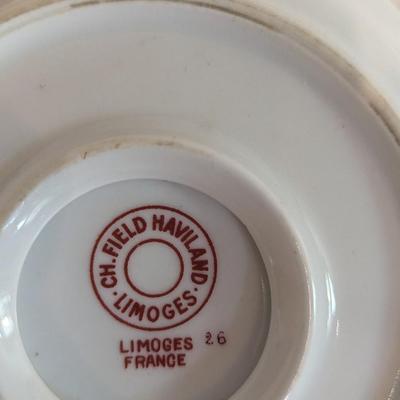 CH. FIELD HAVILAND
· LIMOGES ·
LIMOGES 26
FRANCE